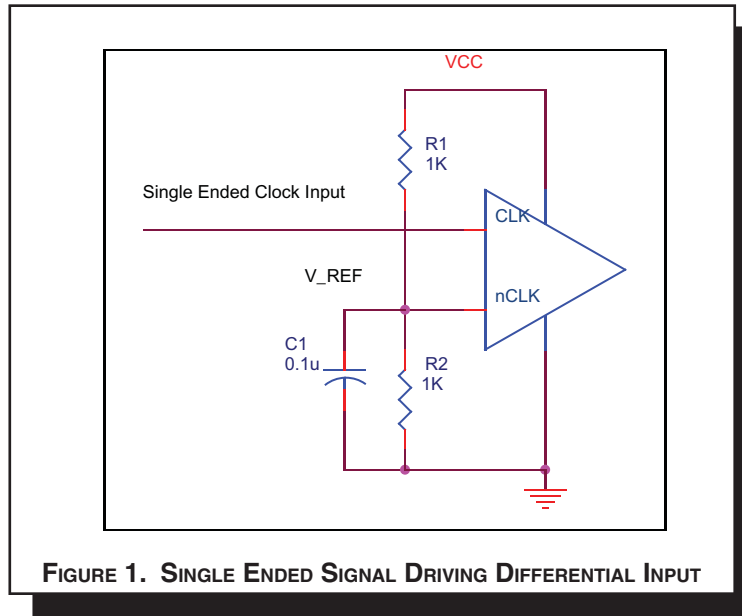 VCC
R1
1K
Single Ended Clock Input
CLK
V_REF
nCLK
C1
0.1u
R2
1K
FIGURE 1. SINGLE ENDED SIGNAL DRIVING DIFFERENTIAL INPUT